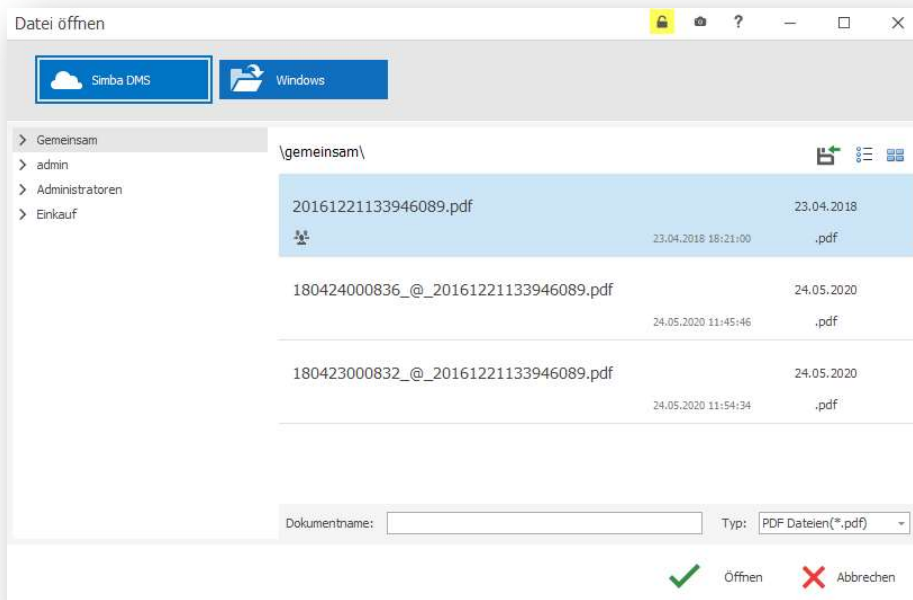 Datei öffnen
?
Simba DMS
Windows
Gemeinsam
admin
Administratoren
Einkauf
\gemeinsam\
20161221133946089.pdf 23.04.2018
23.04.2018 18:21:00 .pdf
180424000836_@_20161221133946089.pdf 24.05.2020
24.05.2020 11:45:46 .pdf
180423000832_@_20161221133946089.pdf 24.05.2020
24.05.2020 11:54:34 .pdf
Dokumentname: Typ: PDF Dateien(*.pdf)
Öffnen Abbrechen